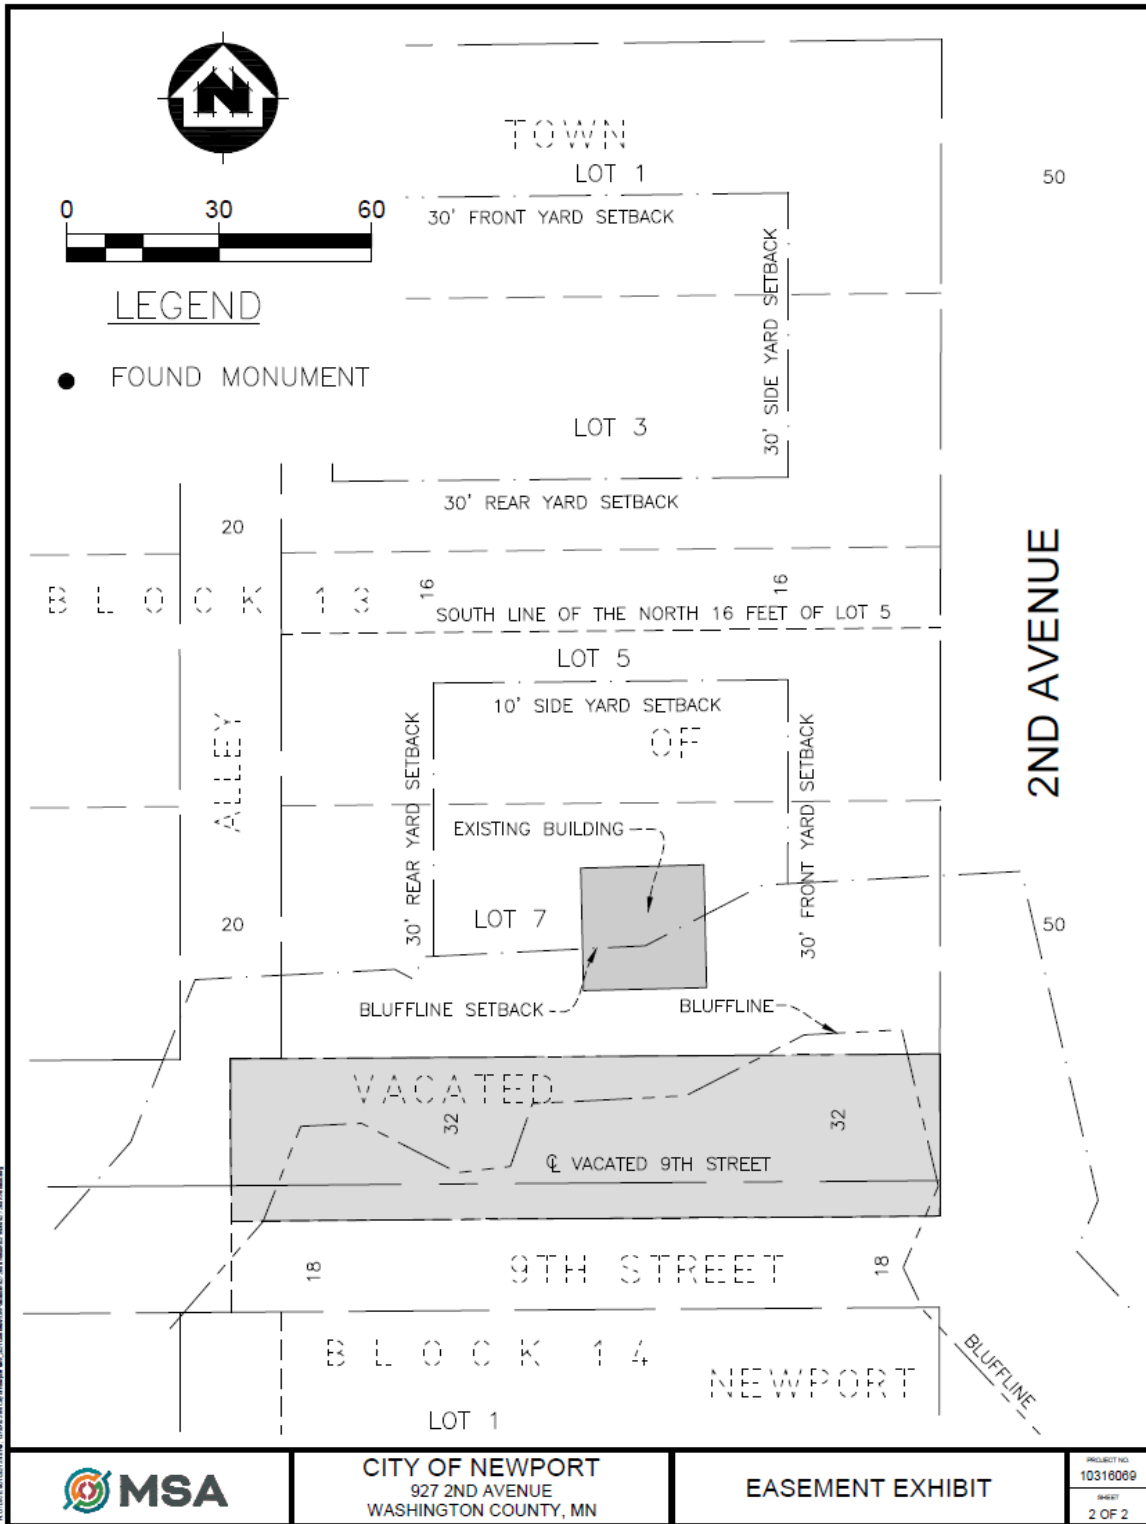 N
TOWN
LOT 1
50
0 30 60
30' FRONT YARD SETBACK
30' SIDE YARD SETBACK
LEGEND
FOUND MONUMENT
LOT 3
30' REAR YARD SETBACK
20
2ND AVENUE
BLOCK 13
16
16
SOUTH LINE OF THE NORTH 16 FEET OF LOT 5
LOT 5
10' SIDE YARD SETBACK
OF
ALLEY
30' REAR YARD SETBACK
30' FRONT YARD SETBACK
EXISTING BUILDING
LOT 7
20
50
BLUFFLINE SETBACK
BLUFFLINE
VACATED
32
32
℄ VACATED 9TH STREET
18
9TH STREET
18
BLOCK 14
NEWPORT
BLUFFLINE
LOT 1
MSA
CITY OF NEWPORT
927 2ND AVENUE
WASHINGTON COUNTY, MN
EASEMENT EXHIBIT
PROJECT NO.
10316069
SHEET
2 OF 2